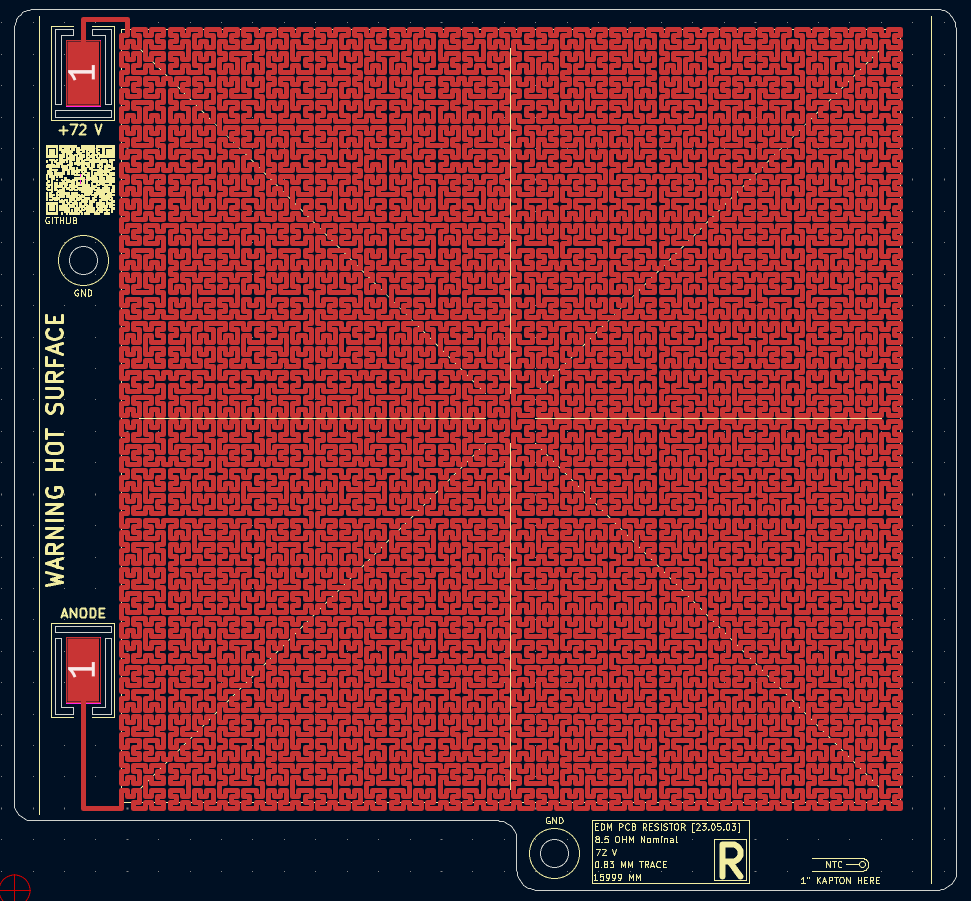 1
+72 V
GITHUB
GND
WARNING HOT SURFACE
ANODE
1
GND
EDM PCB RESISTOR [23.05.03]
8.5 OHM Nominal
72 V
0.83 MM TRACE
15999 MM
R
NTC
1" KAPTON HERE